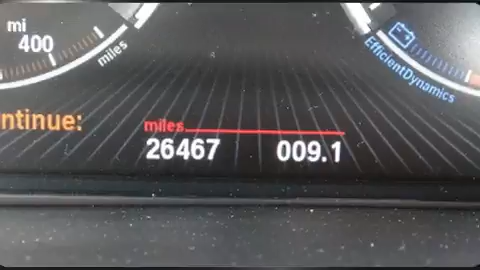 mi
400
miles
EfficientDynamics
ntinue:
miles
26467 009.1